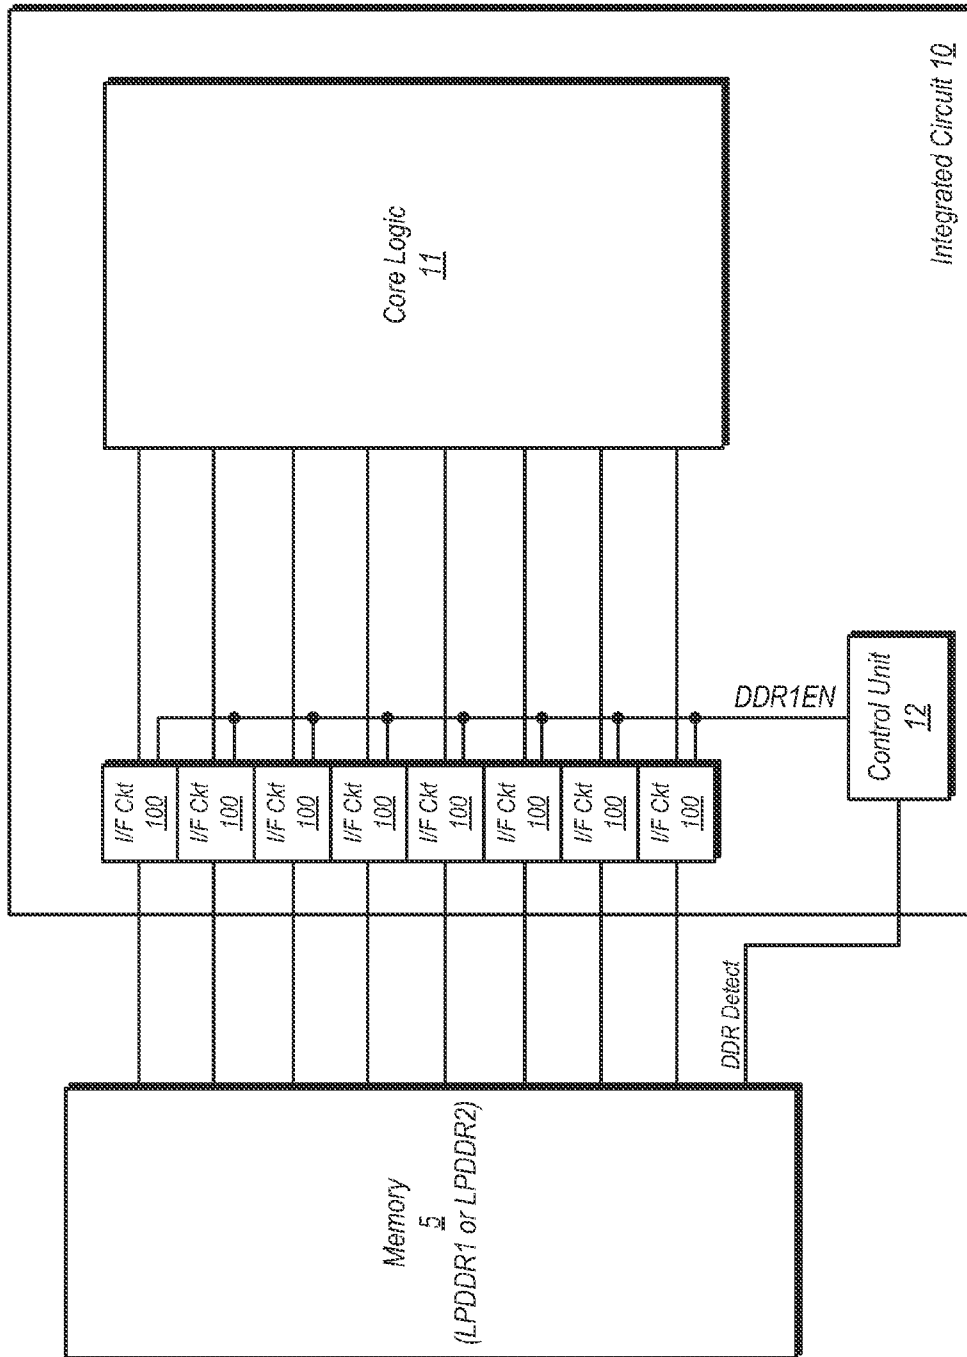 Integrated Circuit 10
Core Logic
11
DDR1EN
Control Unit
12
I/F Ckt
100
I/F Ckt
100
I/F Ckt
100
I/F Ckt
100
I/F Ckt
100
I/F Ckt
100
I/F Ckt
100
I/F Ckt
100
DDR Detect
Memory
5
(LPDDR1 or LPDDR2)